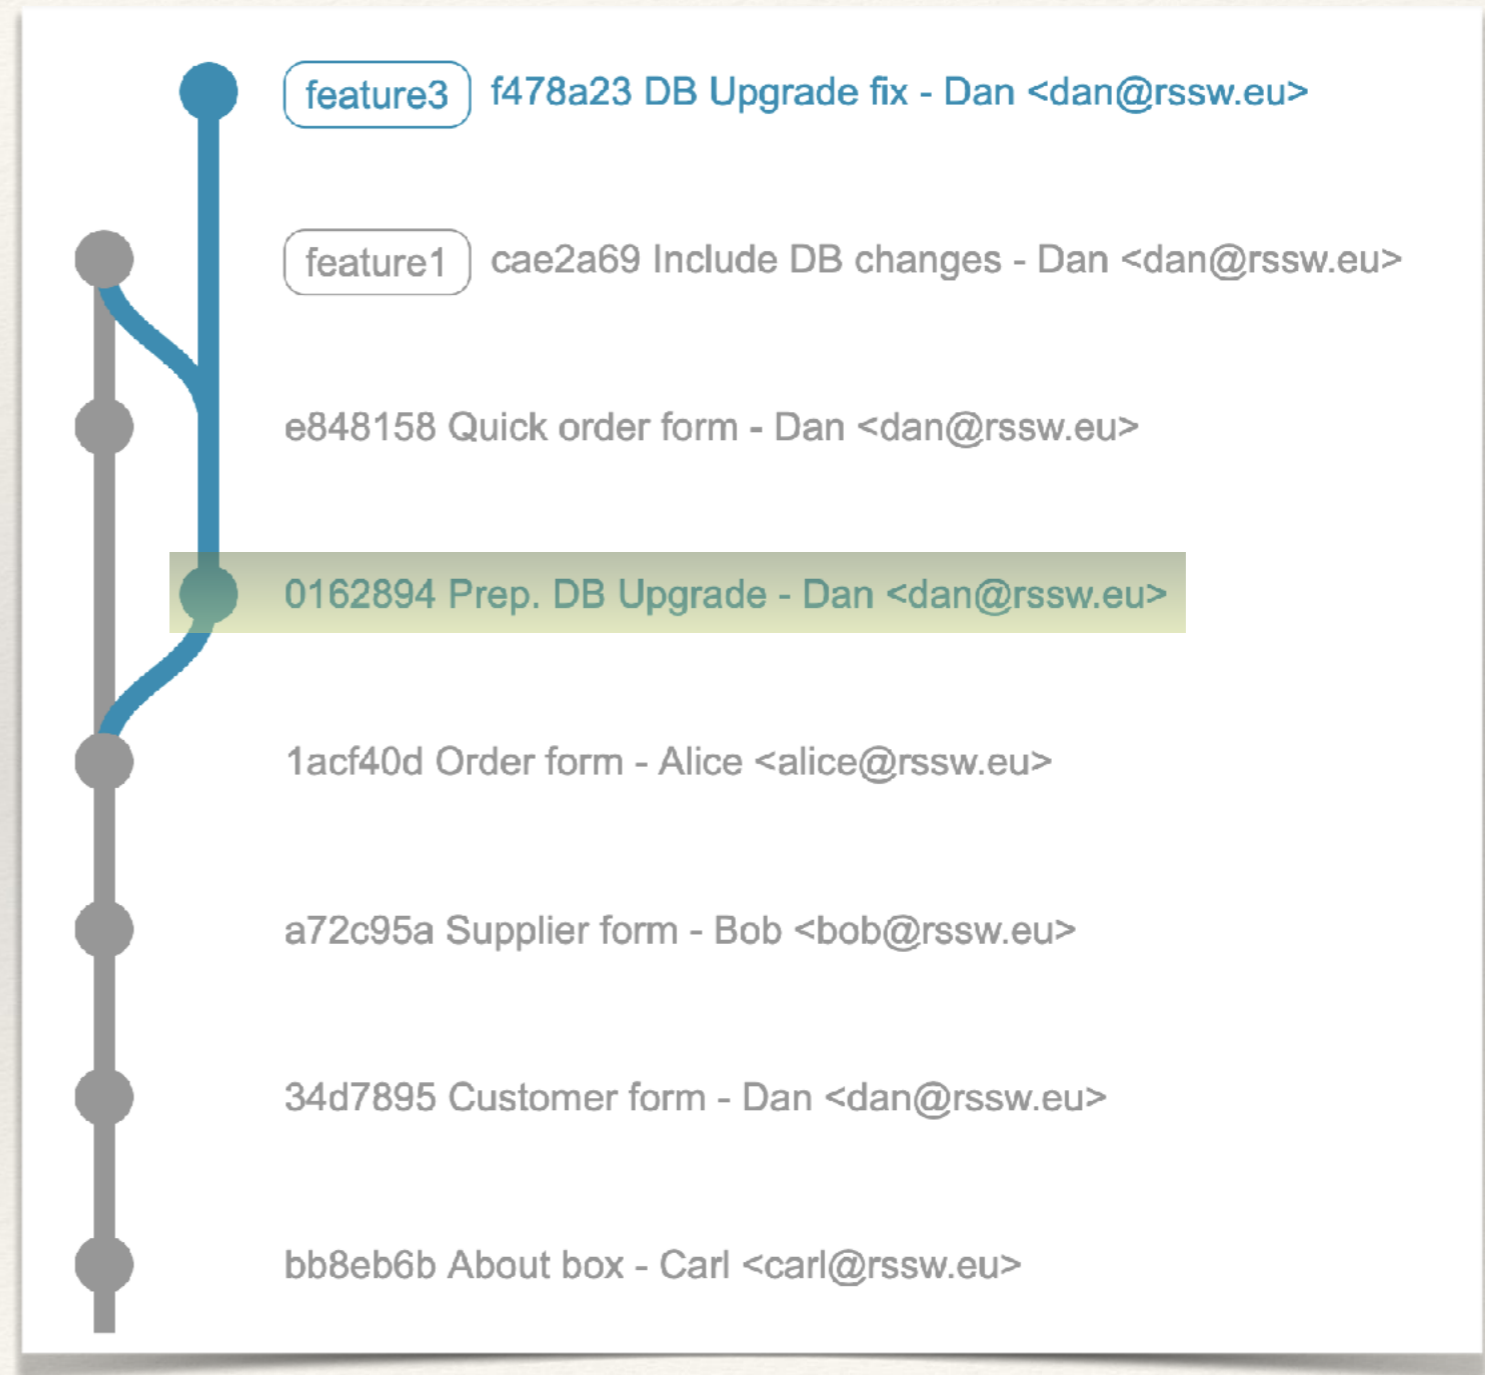 feature3 f478a23 DB Upgrade fix - Dan <dan@rssw.eu>
feature1 cae2a69 Include DB changes - Dan <dan@rssw.eu>
e848158 Quick order form - Dan <dan@rssw.eu>
0162894 Prep. DB Upgrade - Dan <dan@rssw.eu>
1acf40d Order form - Alice <alice@rssw.eu>
a72c95a Supplier form - Bob <bob@rssw.eu>
34d7895 Customer form - Dan <dan@rssw.eu>
bb8eb6b About box - Carl <carl@rssw.eu>